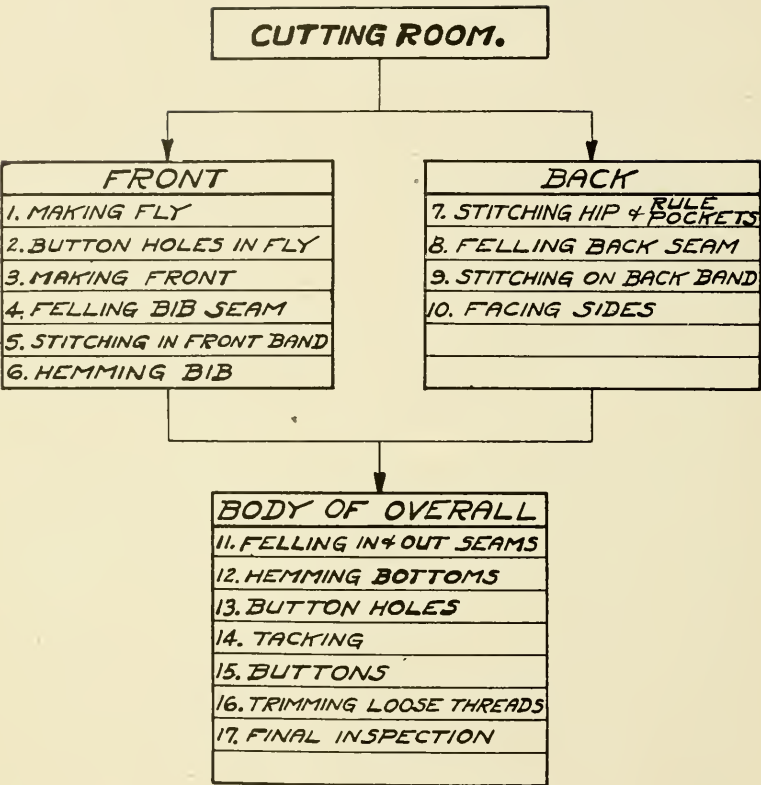 CUTTING ROOM.
FRONT
1. MAKING FLY
2. BUTTON HOLES IN FLY
3. MAKING FRONT
4. FELLING BIB SEAM
5. STITCHING IN FRONT BAND
6. HEMMING BIB
BACK
7. STITCHING HIP & RULE POCKETS
8. FELLING BACK SEAM
9. STITCHING ON BACK BAND
10. FACING SIDES
BODY OF OVERALL
11. FELLING IN & OUT SEAMS
12. HEMMING BOTTOMS
13. BUTTON HOLES
14. TACKING
15. BUTTONS
16. TRIMMING LOOSE THREADS
17. FINAL INSPECTION